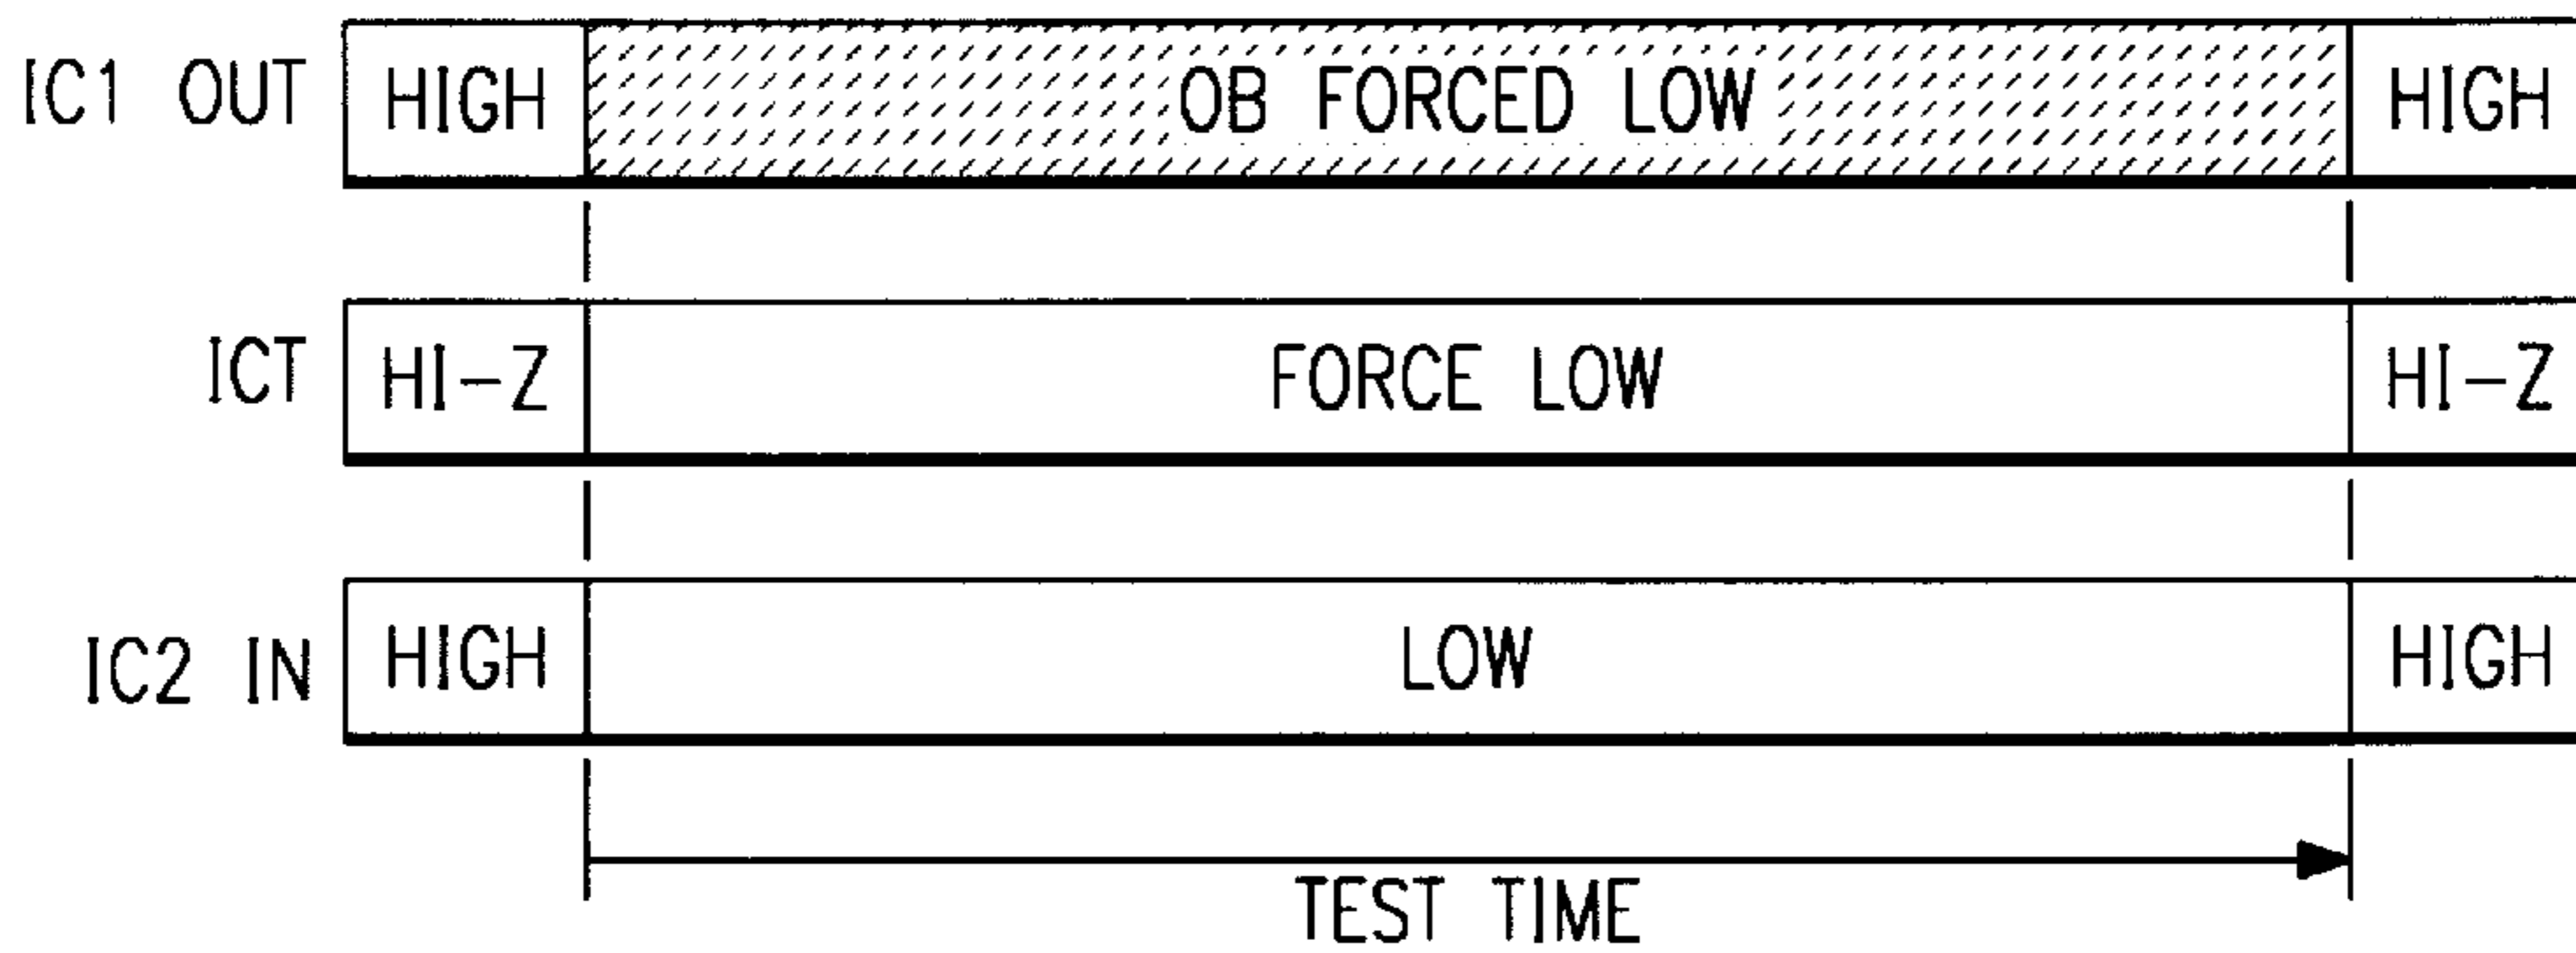 IC1 OUT HIGH OB FORCED LOW HIGH
ICT HI-Z FORCE LOW HI-Z
IC2 IN HIGH LOW HIGH
TEST TIME